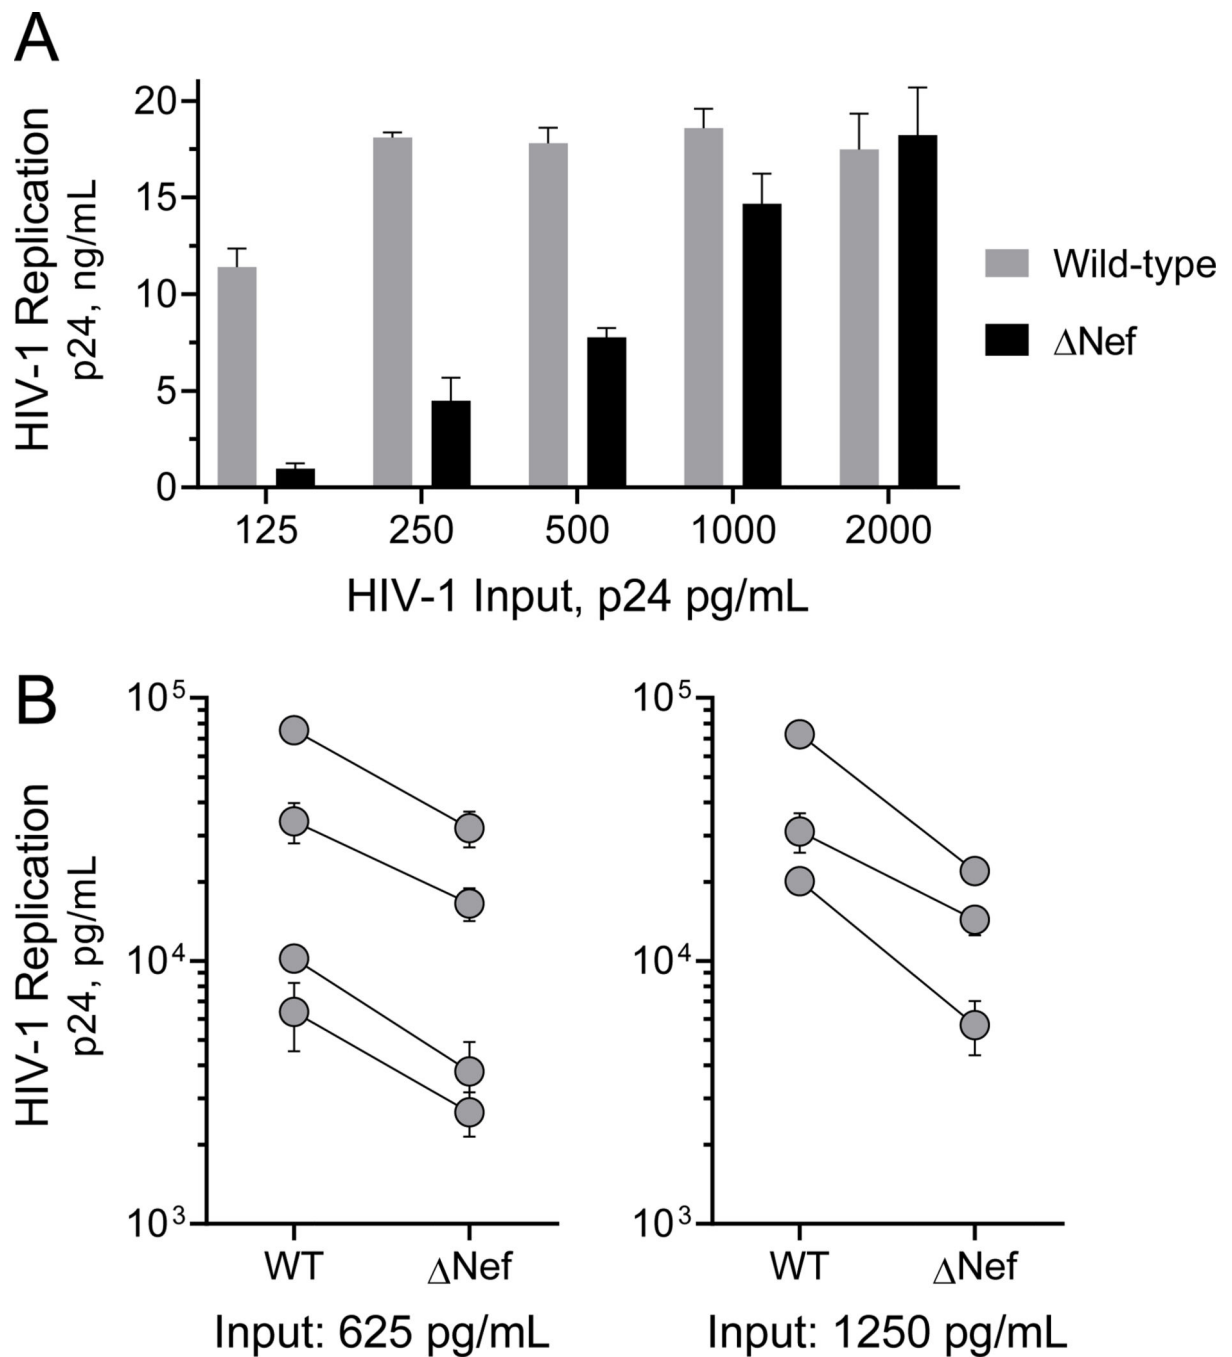 A
HIV-1 Replication
p24, ng/mL
20
15
10
5
0
125 250 500 1000 2000
HIV-1 Input, p24 pg/mL
Wild-type
ΔNef
B
HIV-1 Replication
p24, pg/mL
10⁵
10⁴
10³
WT ΔNef
Input: 625 pg/mL
10⁵
10⁴
10³
WT ΔNef
Input: 1250 pg/mL